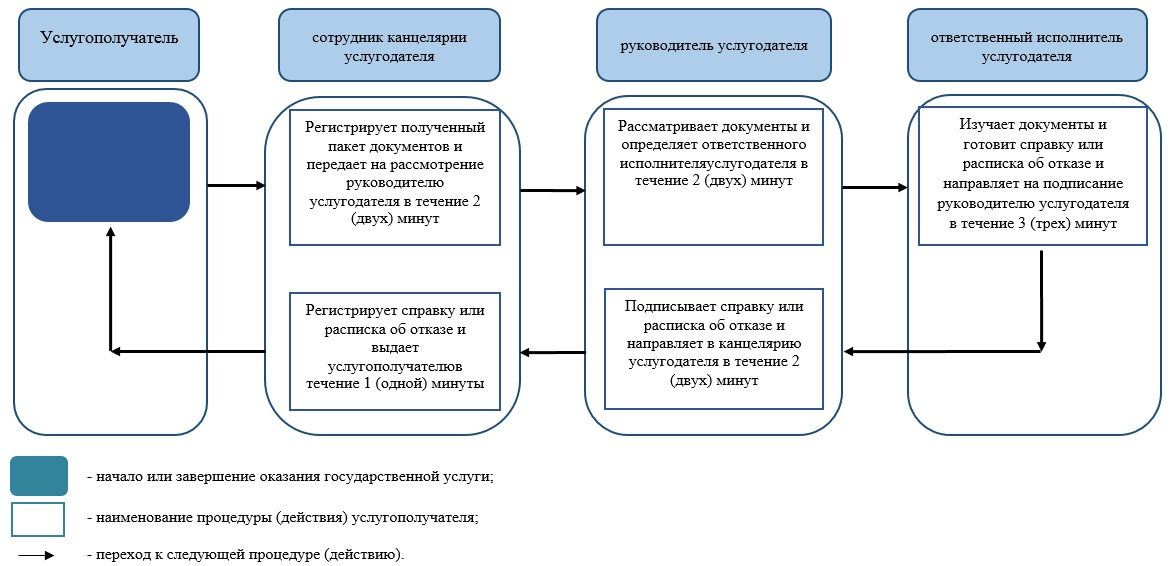 Услугополучатель
сотрудник канцелярии
услугодателя
руководитель услугодателя
ответственный исполнитель
услугодателя
Регистрирует полученный
пакет документов и
передает на рассмотрение
руководителю
услугодателя в течение 2
(двух) минут
Рассматривает документы и
определяет ответственного
исполнителяуслугодателя в
течение 2 (двух) минут
Изучает документы и
готовит справку или
расписка об отказе и
направляет на подписание
руководителю услугодателя
в течение 3 (трех) минут
Регистрирует справку или
расписка об отказе и
выдает
услугополучателюв
течение 1 (одной) минуты
Подписывает справку или
расписка об отказе и
направляет в канцелярию
услугодателя в течение 2
(двух) минут
- начало или завершение оказания государственной услуги;
- наименование процедуры (действия) услугополучателя;
- переход к следующей процедуре (действию).